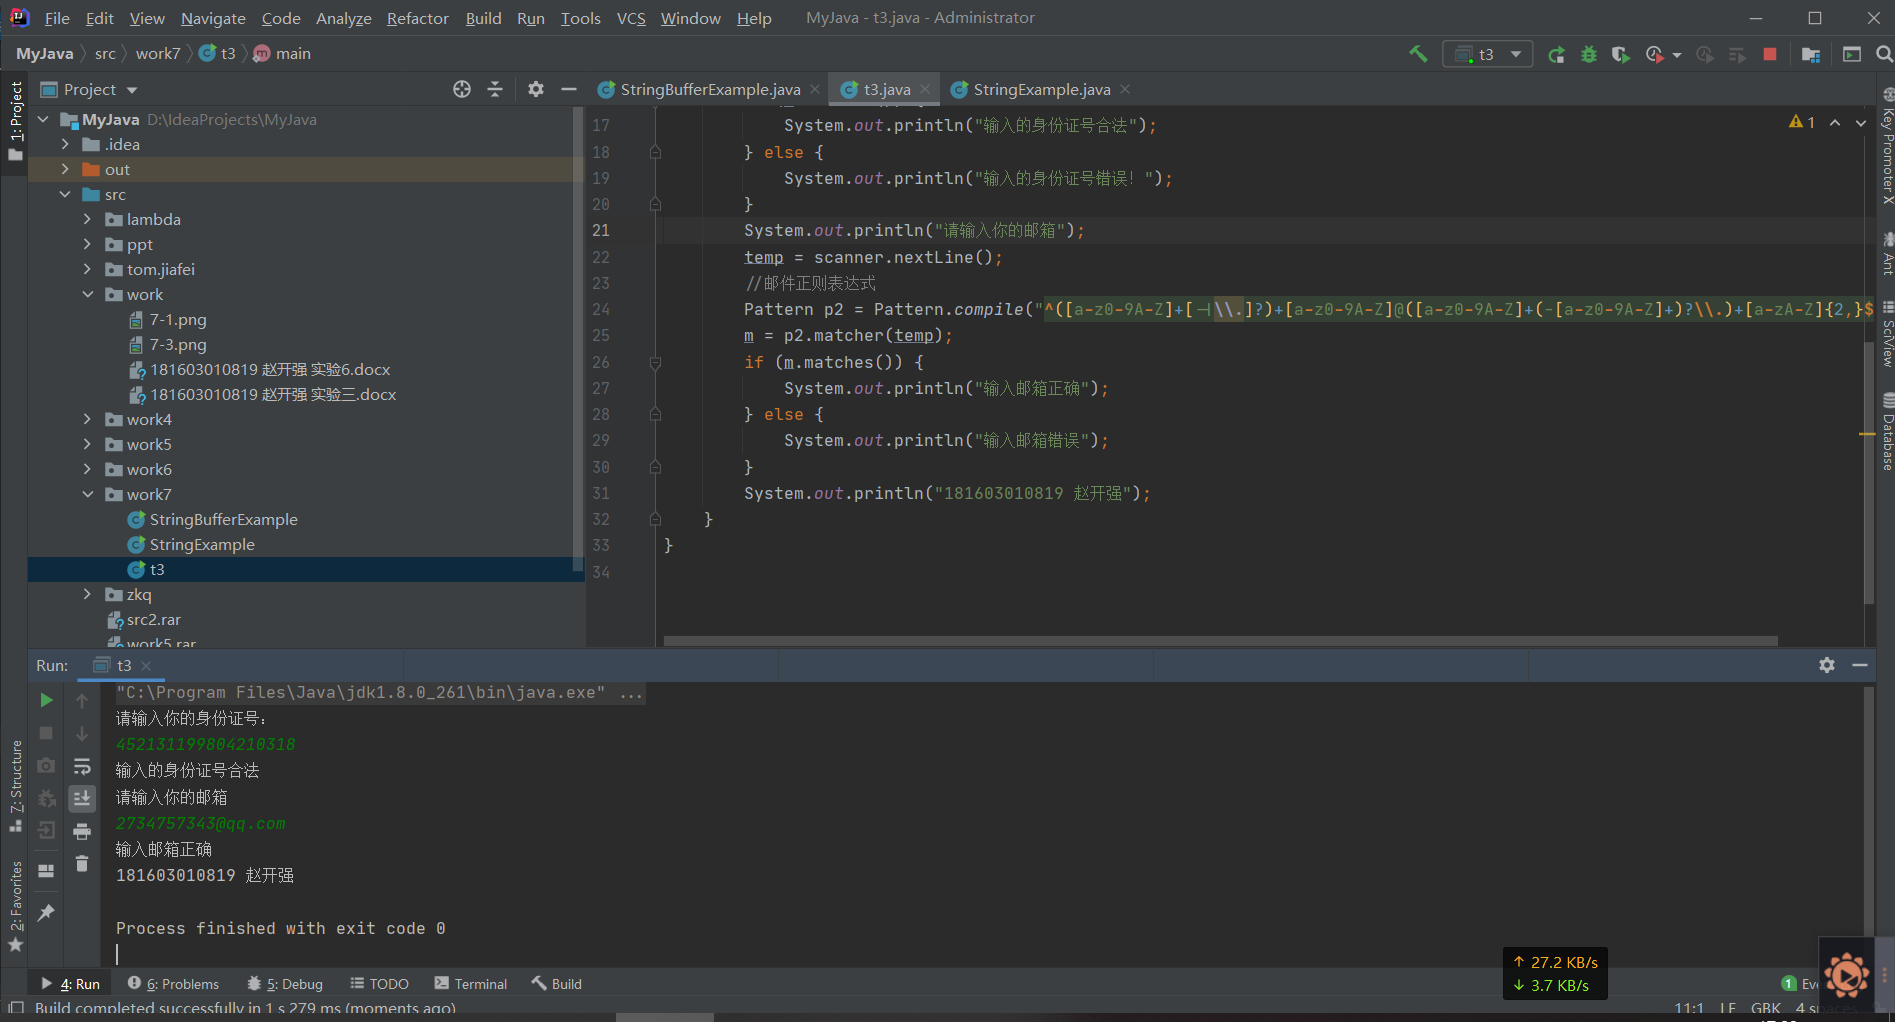 File Edit View Navigate Code Analyze Refactor Build Run Tools VCS Window Help MyJava - t3.java - Administrator
MyJava src work7 t3 main
t3
Project
StringBufferExample.java t3.java StringExample.java
1: Project
MyJava D:\IdeaProjects\MyJava
.idea
out
src
lambda
ppt
tom.jiafei
work
7-1.png
7-3.png
181603010819 赵开强 实验6.docx
181603010819 赵开强 实验三.docx
work4
work5
work6
work7
StringBufferExample
StringExample
t3
zkq
src2.rar
work5.rar
1
17 System.out.println("输入的身份证号合法");
18 } else {
19 System.out.println("输入的身份证号错误！");
20 }
21 System.out.println("请输入你的邮箱");
22 temp = scanner.nextLine();
23 //邮件正则表达式
24 Pattern p2 = Pattern.compile("^([a-z0-9A-Z]+[-|\\.]?)+[a-z0-9A-Z]@([a-z0-9A-Z]+(-[a-z0-9A-Z]+)?\\.)+[a-zA-Z]{2,}$
25 m = p2.matcher(temp);
26 if (m.matches()) {
27 System.out.println("输入邮箱正确");
28 } else {
29 System.out.println("输入邮箱错误");
30 }
31 System.out.println("181603010819 赵开强");
32 }
33 }
34
Key Promoter X
Ant
SciView
Database
Run: t3
"C:\Program Files\Java\jdk1.8.0_261\bin\java.exe" ...
请输入你的身份证号：
452131199804210318
输入的身份证号合法
请输入你的邮箱
2734757343@qq.com
输入邮箱正确
181603010819 赵开强
Process finished with exit code 0
7: Structure
2: Favorites
↑ 27.2 KB/s
↓ 3.7 KB/s
4: Run 6: Problems 5: Debug TODO Terminal Build 1 Eve
Build completed successfully in 1 s 279 ms (moments ago) 11:1 LF GBK 4 spaces